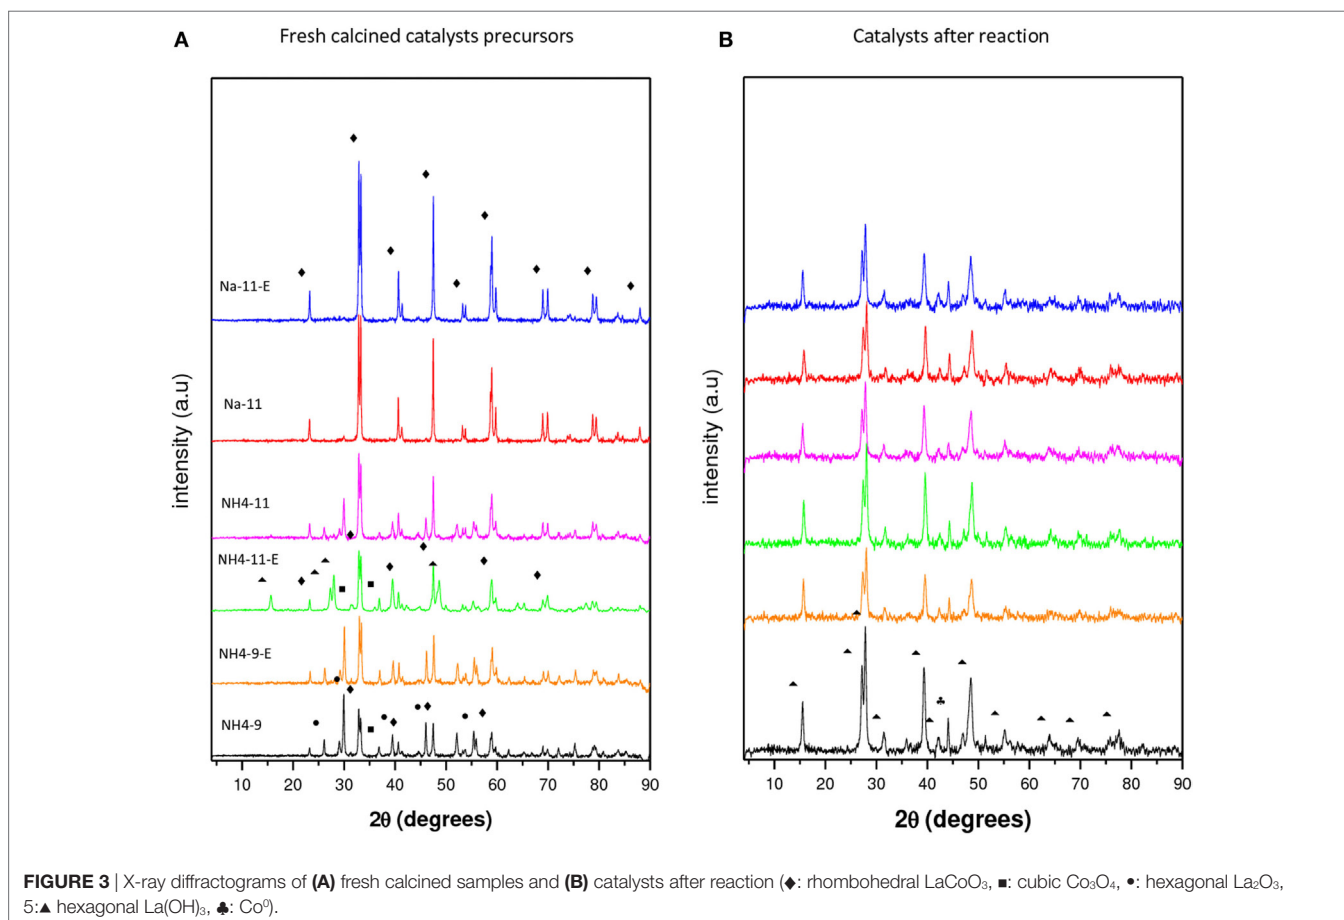 A Fresh calcined catalysts precursors
B Catalysts after reaction
intensity (a.u)
Na-11-E
Na-11
NH4-11
NH4-11-E
NH4-9-E
NH4-9
10 20 30 40 50 60 70 80 90
2θ (degrees)
intensity (a.u)
10 20 30 40 50 60 70 80 90
2θ (degrees)
FIGURE 3 | X-ray diffractograms of (A) fresh calcined samples and (B) catalysts after reaction (♦: rhombohedral LaCoO₃, ■: cubic Co₃O₄, •: hexagonal La₂O₃,
5:▲ hexagonal La(OH)₃, ♣: Co⁰).